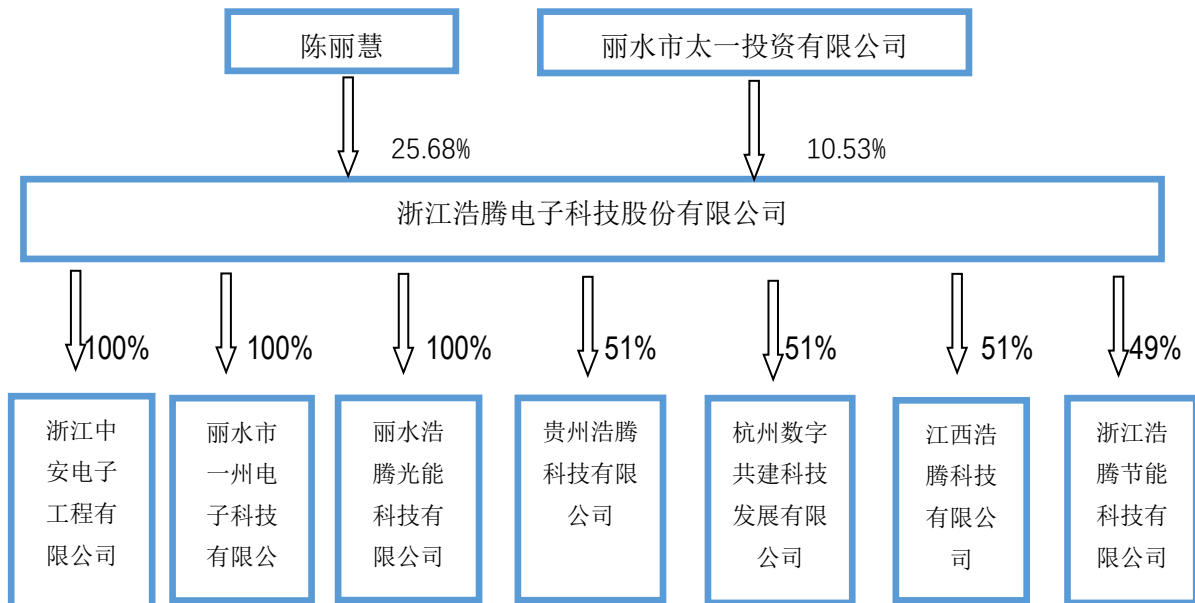 陈丽慧
丽水市太一投资有限公司
25.68%
10.53%
浙江浩腾电子科技股份有限公司
100%
100%
100%
51%
51%
51%
49%
浙江中
安电子
工程有
限公司
丽水市
一州电
子科技
有限公
丽水浩
腾光能
科技有
限公司
贵州浩腾
科技有限
公司
杭州数字
共建科技
发展有限
公司
江西浩
腾科技
有限公
司
浙江浩
腾节能
科技有
限公司